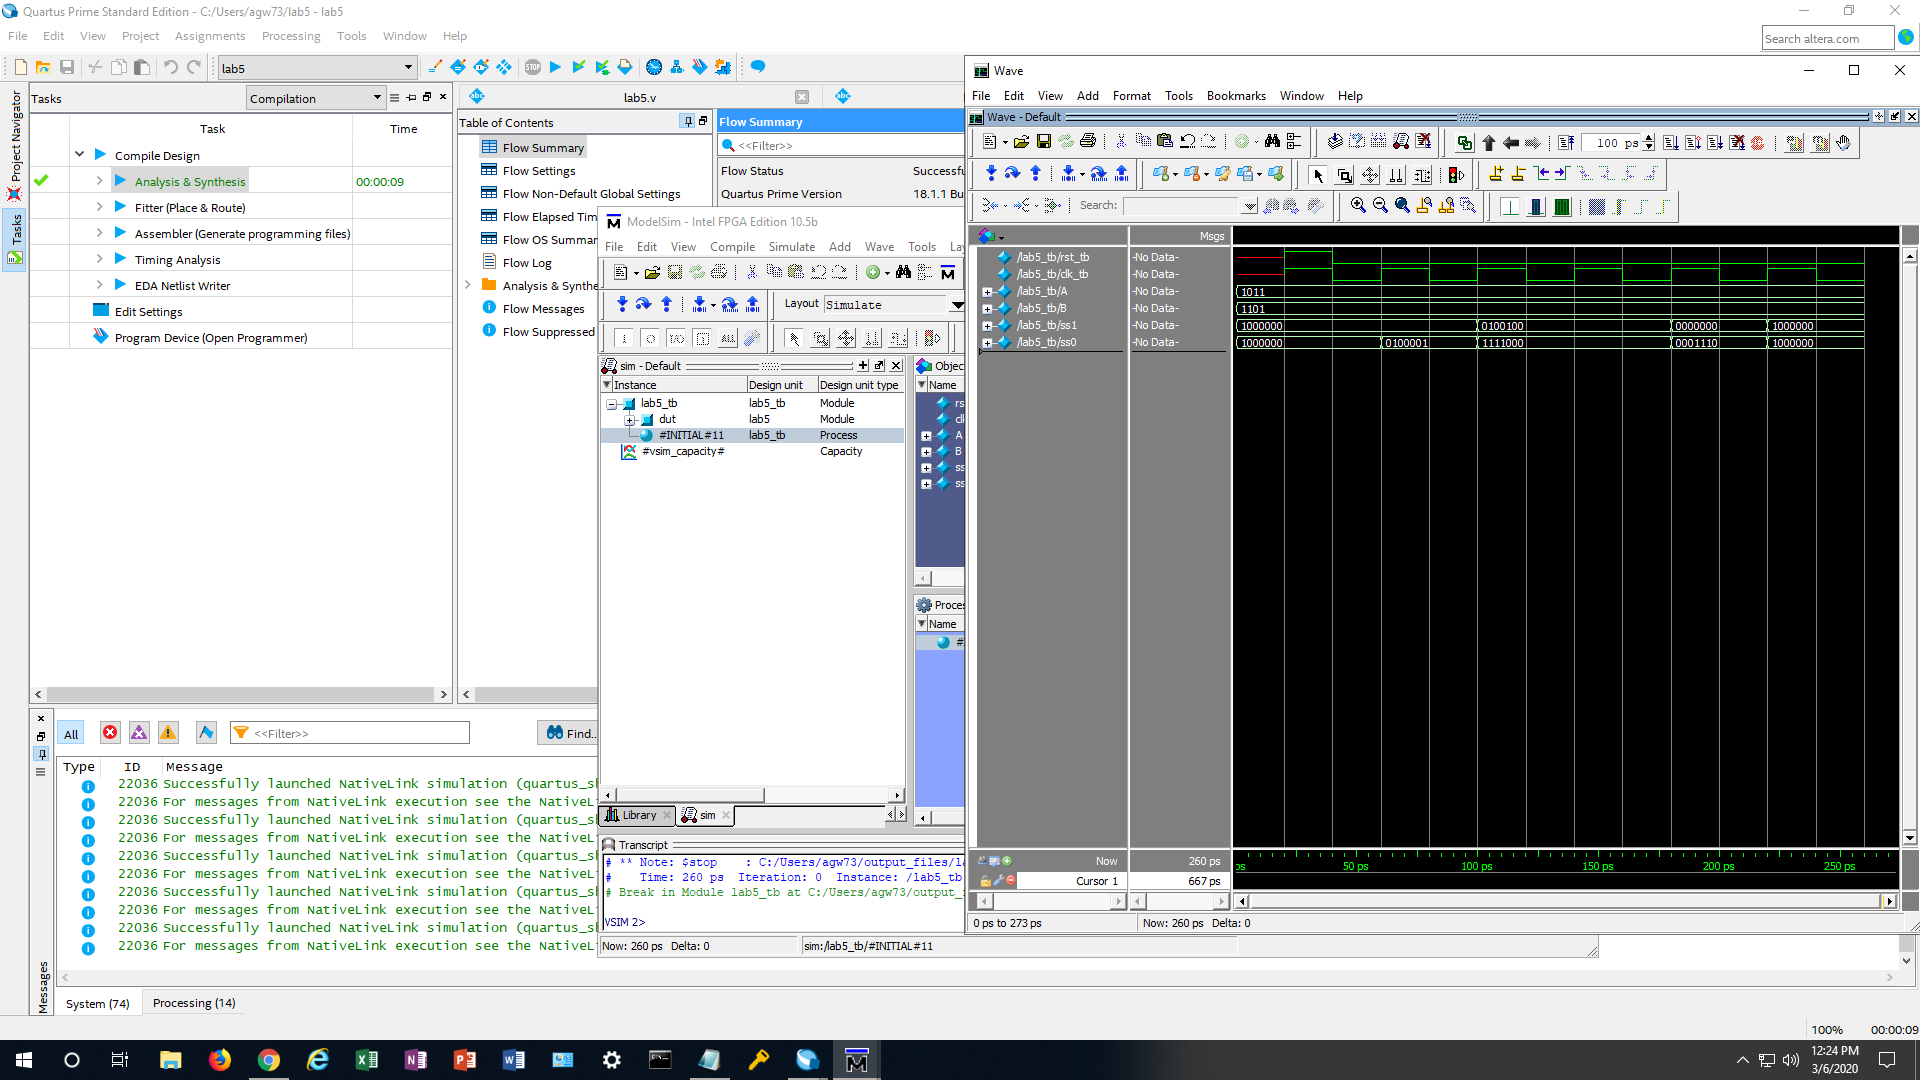 Quartus Prime Standard Edition - C:/Users/agw73/lab5 - lab5
File Edit View Project Assignments Processing Tools Window Help
Search altera.com
lab5
Tasks
Compilation
Task Time
Compile Design
Analysis & Synthesis 00:00:09
Fitter (Place & Route)
Assembler (Generate programming files)
Timing Analysis
EDA Netlist Writer
Edit Settings
Program Device (Open Programmer)
Project Navigator
Tasks
lab5.v
Table of Contents
Flow Summary
Flow Settings
Flow Non-Default Global Settings
Flow Elapsed Tim
Flow OS Summar
Flow Log
Analysis & Synthe
Flow Messages
Flow Suppressed
Flow Summary
<<Filter>>
Flow Status Successfu
Quartus Prime Version 18.1.1 Bu
ModelSim - Intel FPGA Edition 10.5b
File Edit View Compile Simulate Add Wave Tools La
Layout Simulate
ALL
sim - Default
Instance Design unit Design unit type
lab5_tb lab5_tb Module
dut lab5 Module
#INITIAL#11 lab5_tb Process
#vsim_capacity# Capacity
Library sim
Objec
Name
rs
cl
A
B
ss
ss
Proces
Name
Transcript
# ** Note: $stop : C:/Users/agw73/output_files/la
# Time: 260 ps Iteration: 0 Instance: /lab5_tb
# Break in Module lab5_tb at C:/Users/agw73/output_
VSIM 2>
Now: 260 ps Delta: 0
sim:/lab5_tb/#INITIAL#11
Wave
File Edit View Add Format Tools Bookmarks Window Help
Wave - Default
100 ps
Search:
Msgs
/lab5_tb/rst_tb -No Data-
/lab5_tb/clk_tb -No Data-
/lab5_tb/A -No Data- 1011
/lab5_tb/B -No Data- 1101
/lab5_tb/ss1 -No Data- 1000000 0100100 0000000 1000000
/lab5_tb/ss0 -No Data- 1000000 0100001 1111000 0001110 1000000
Now 260 ps
ps 50 ps 100 ps 150 ps 200 ps 250 ps
Cursor 1 667 ps
0 ps to 273 ps
Now: 260 ps Delta: 0
All
<<Filter>>
Find..
Type ID Message
22036 Successfully launched NativeLink simulation (quartus_sh
22036 For messages from NativeLink execution see the NativeL
22036 Successfully launched NativeLink simulation (quartus_sh
22036 For messages from NativeLink execution see the NativeL
22036 Successfully launched NativeLink simulation (quartus_sh
22036 For messages from NativeLink execution see the NativeL
22036 Successfully launched NativeLink simulation (quartus_sh
22036 For messages from NativeLink execution see the NativeL
22036 Successfully launched NativeLink simulation (quartus_sh
22036 For messages from NativeLink execution see the NativeL
Messages
System (74) Processing (14)
100% 00:00:09
12:24 PM
3/6/2020